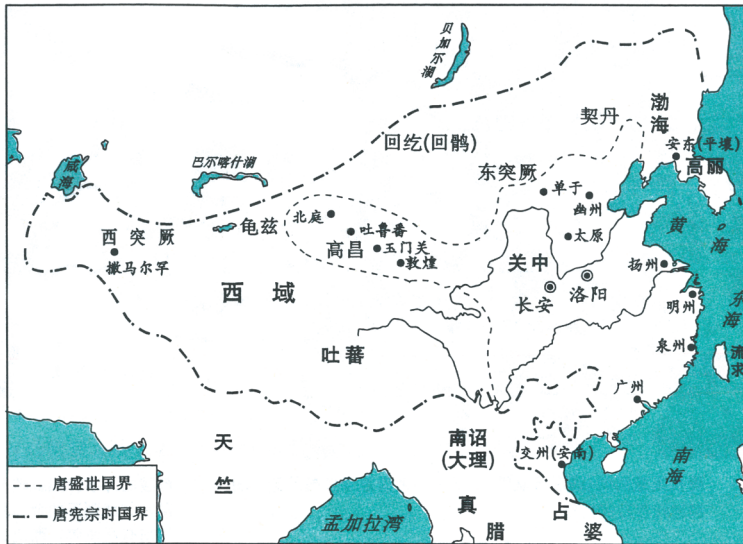 贝加尔湖
渤海
契丹
回纥(回鹘)
安东(平壤)
高丽
咸海
巴尔喀什湖
东突厥
单于
幽州
北庭
龟兹
吐鲁番
西突厥
高昌
玉门关
太原
黄海
撒马尔罕
敦煌
关中
扬州
西域
长安
洛阳
东海
明州
吐蕃
泉州
流求
广州
天竺
南诏
(大理)
交州(安南)
南海
唐盛世国界
唐宪宗时国界
孟加拉湾
真腊
占婆